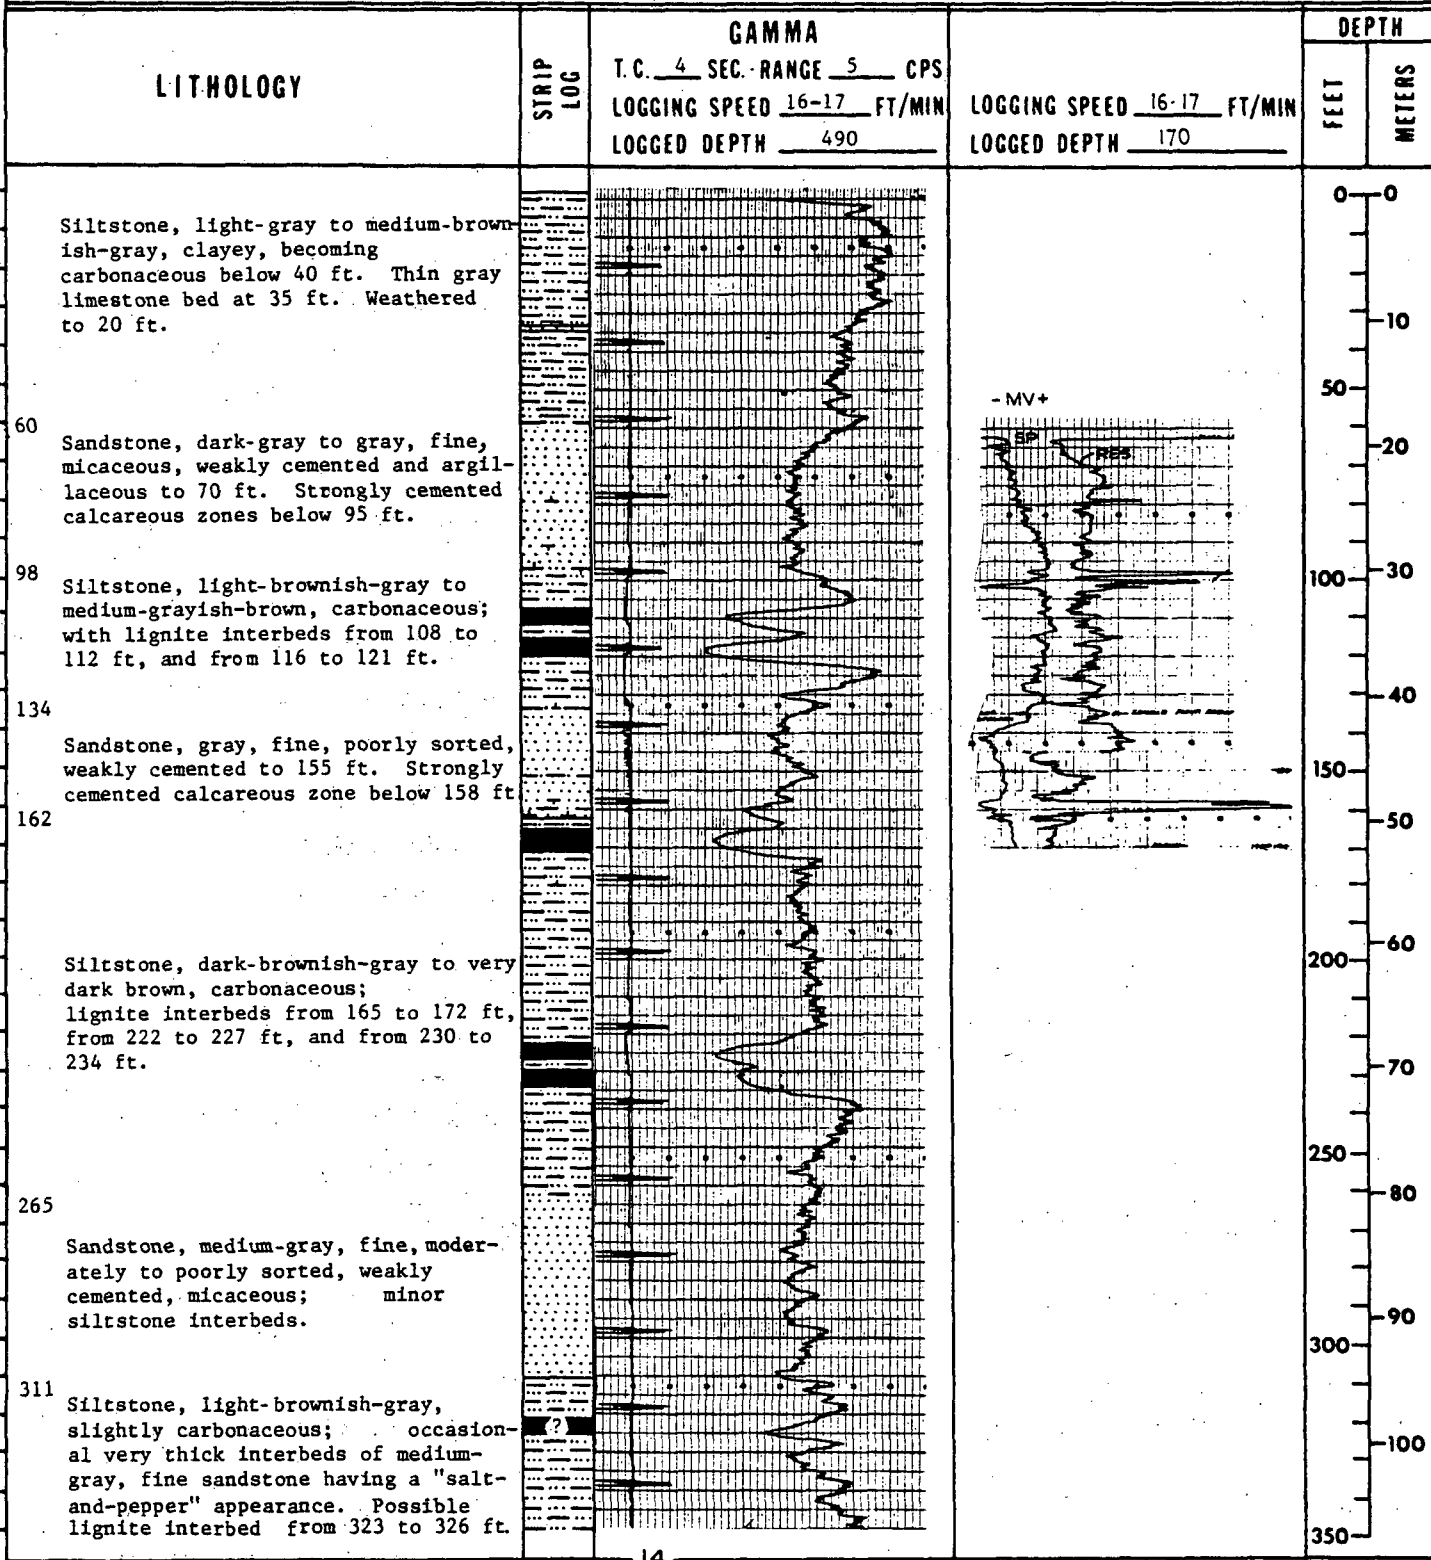 LITHOLOGY
STRIP LOG
GAMMA
T.C. 4 SEC. RANGE 5 CPS
LOGGING SPEED 16-17 FT/MIN
LOGGED DEPTH 490
LOGGING SPEED 16-17 FT/MIN
LOGGED DEPTH 170
DEPTH
FEET
METERS
Siltstone, light-gray to medium-brown-
ish-gray, clayey, becoming
carbonaceous below 40 ft. Thin gray
limestone bed at 35 ft. Weathered
to 20 ft.
60
Sandstone, dark-gray to gray, fine,
micaceous, weakly cemented and argil-
laceous to 70 ft. Strongly cemented
calcareous zones below 95 ft.
98
Siltstone, light-brownish-gray to
medium-grayish-brown, carbonaceous;
with lignite interbeds from 108 to
112 ft, and from 116 to 121 ft.
134
Sandstone, gray, fine, poorly sorted,
weakly cemented to 155 ft. Strongly
cemented calcareous zone below 158 ft
162
Siltstone, dark-brownish-gray to very
dark brown, carbonaceous;
lignite interbeds from 165 to 172 ft,
from 222 to 227 ft, and from 230 to
234 ft.
265
Sandstone, medium-gray, fine, moder-
ately to poorly sorted, weakly
cemented, micaceous; minor
siltstone interbeds.
311
Siltstone, light-brownish-gray,
slightly carbonaceous; occasion-
al very thick interbeds of medium-
gray, fine sandstone having a "salt-
and-pepper" appearance. Possible
lignite interbed from 323 to 326 ft.
?
- MV +
SP
RES
0
50
100
150
200
250
300
350
0
10
20
30
40
50
60
70
80
90
100
14